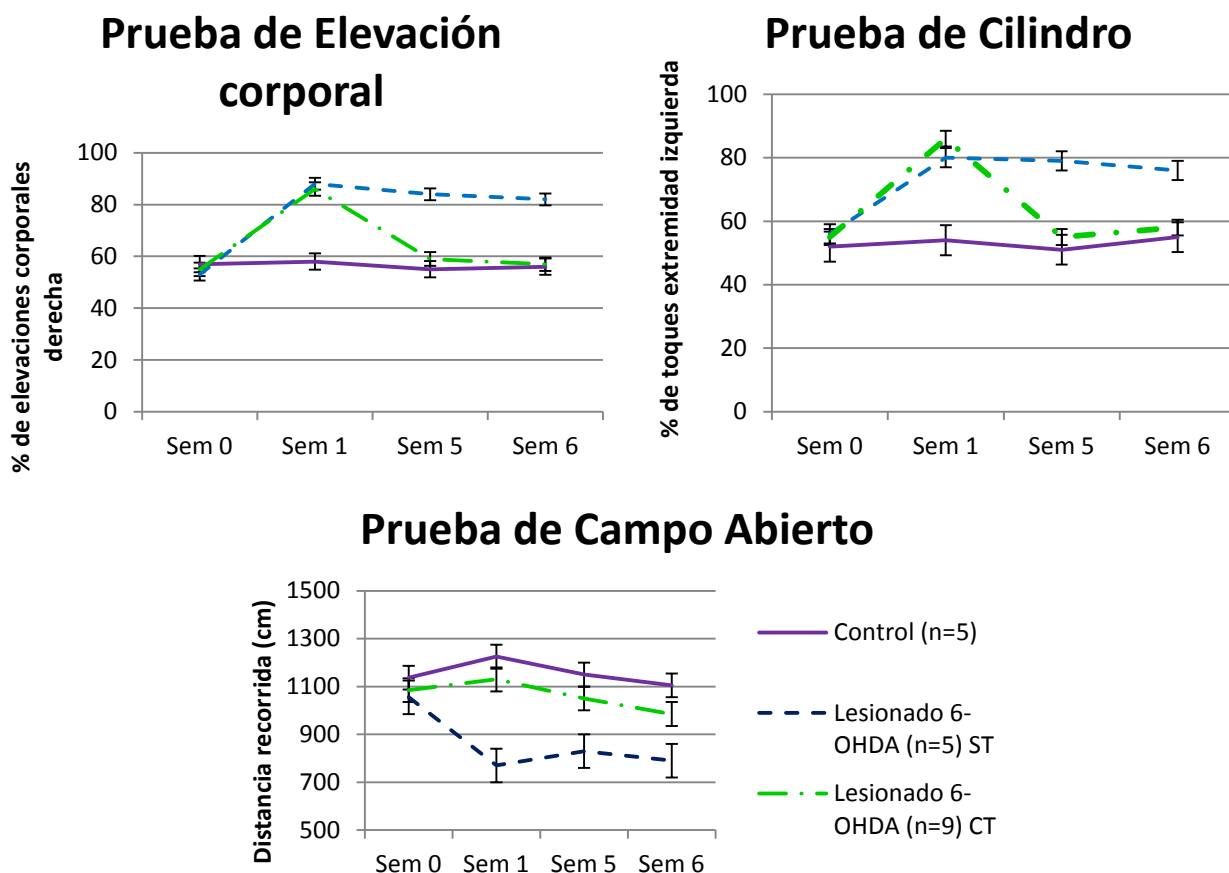 Prueba de Elevación
corporal
% de elevaciones corporales
derecha
100
80
60
40
20
0
Sem 0 Sem 1 Sem 5 Sem 6
Prueba de Cilindro
% de toques extremidad izquierda
100
80
60
40
20
0
Sem 0 Sem 1 Sem 5 Sem 6
Prueba de Campo Abierto
Distancia recorrida (cm)
1500
1300
1100
900
700
500
Sem 0 Sem 1 Sem 5 Sem 6
Control (n=5)
Lesionado 6-
OHDA (n=5) ST
Lesionado 6-
OHDA (n=9) CT